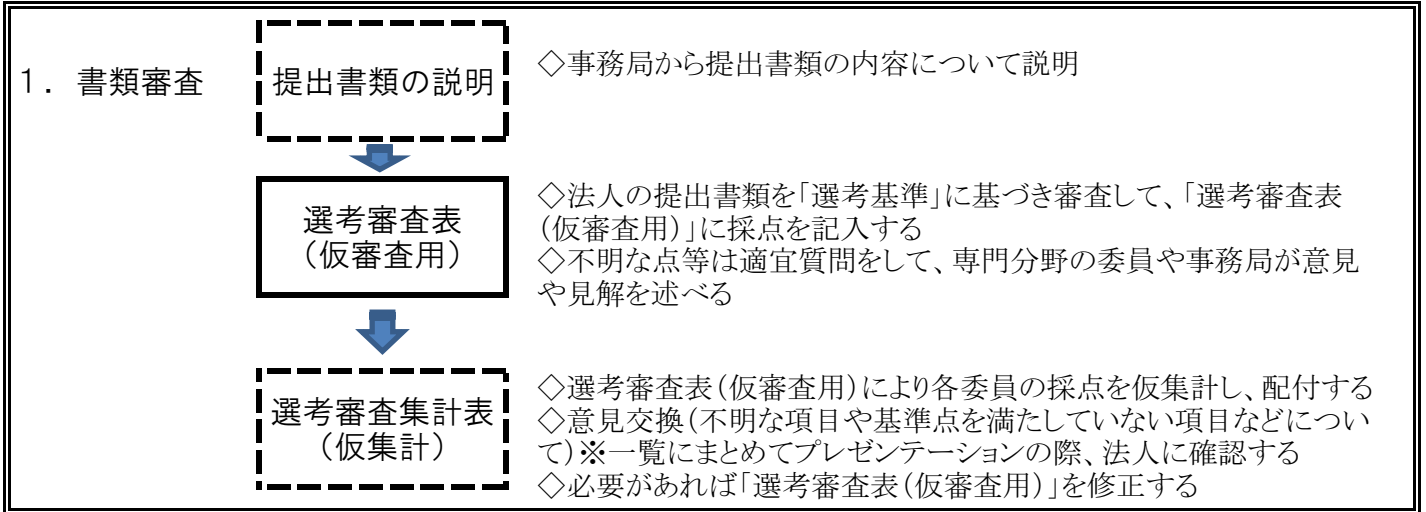 1．書類審査
提出書類の説明
◇事務局から提出書類の内容について説明
選考審査表
（仮審査用）
◇法人の提出書類を「選考基準」に基づき審査して、「選考審査表
（仮審査用）」に採点を記入する
◇不明な点等は適宜質問をして、専門分野の委員や事務局が意見
や見解を述べる
選考審査集計表
（仮集計）
◇選考審査表（仮審査用）により各委員の採点を仮集計し、配付する
◇意見交換（不明な項目や基準点を満たしていない項目などについ
て）※一覧にまとめてプレゼンテーションの際、法人に確認する
◇必要があれば「選考審査表（仮審査用）」を修正する